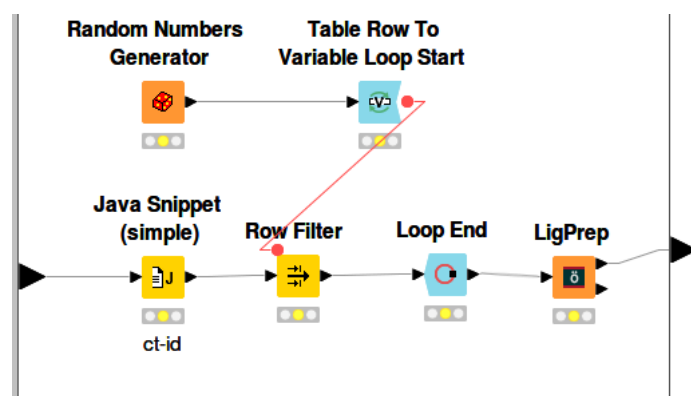 Random Numbers
Generator
Table Row To
Variable Loop Start
V
Java Snippet
(simple)
Row Filter
Loop End
LigPrep
J
ö
ct-id